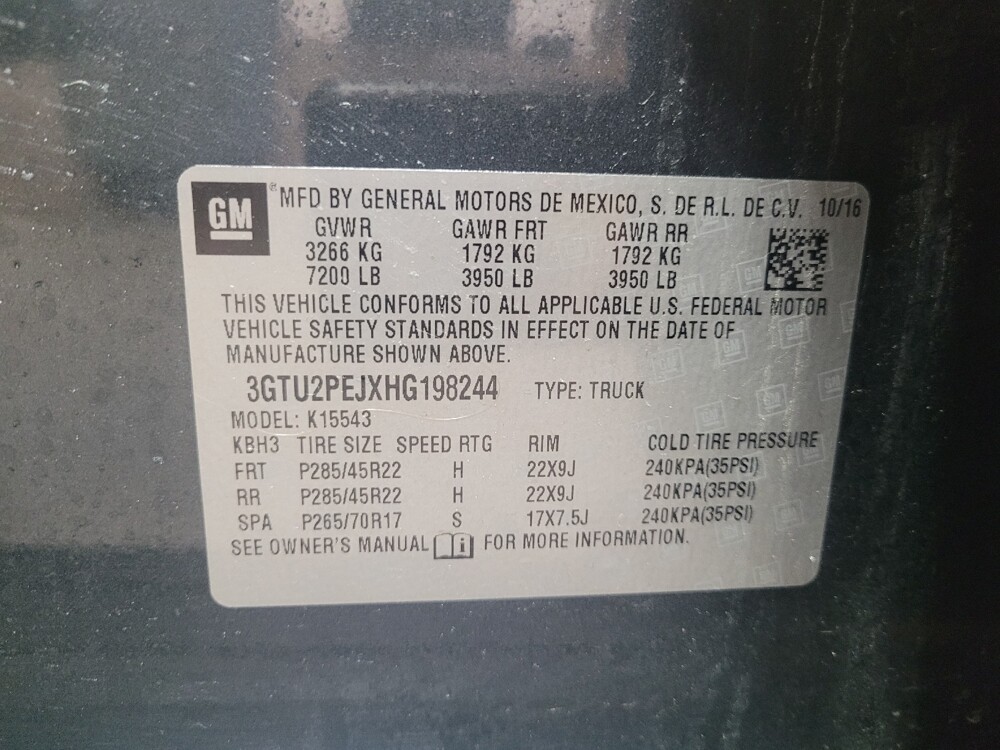 GM ® MFD BY GENERAL MOTORS DE MEXICO, S. DE R.L. DE C.V. 10/16
GVWR GAWR FRT GAWR RR
3266 KG 1792 KG 1792 KG
7200 LB 3950 LB 3950 LB
THIS VEHICLE CONFORMS TO ALL APPLICABLE U.S. FEDERAL MOTOR
VEHICLE SAFETY STANDARDS IN EFFECT ON THE DATE OF
MANUFACTURE SHOWN ABOVE.
3GTU2PEJXHG198244 TYPE: TRUCK
MODEL: K15543
KBH3 TIRE SIZE SPEED RTG RIM COLD TIRE PRESSURE
FRT P285/45R22 H 22X9J 240KPA(35PSI)
RR P285/45R22 H 22X9J 240KPA(35PSI)
SPA P265/70R17 S 17X7.5J 240KPA(35PSI)
SEE OWNER'S MANUAL i FOR MORE INFORMATION.